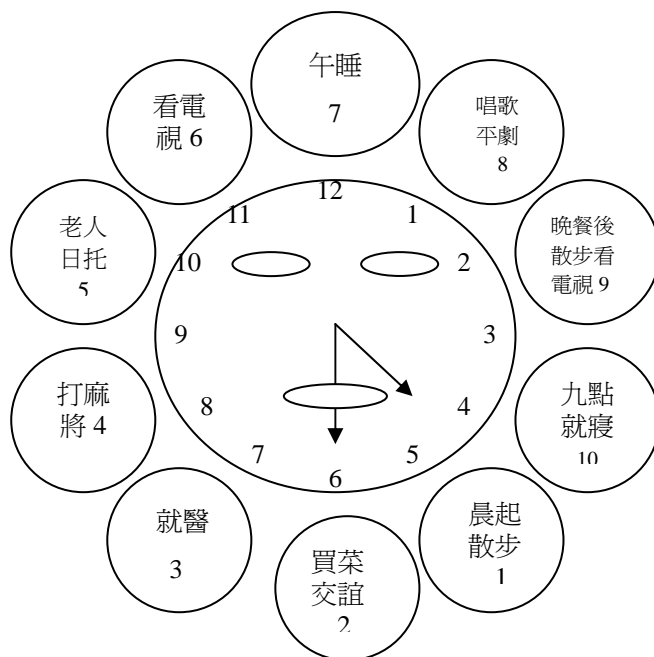 午睡
7
看電
視 6
唱歌
平劇
8
老人
日托
5
晚餐後
散步看
電視 9
打麻
將 4
九點
就寢
10
就醫
3
買菜
交誼
2
晨起
散步
1
12
1
2
3
4
5
6
7
8
9
10
11